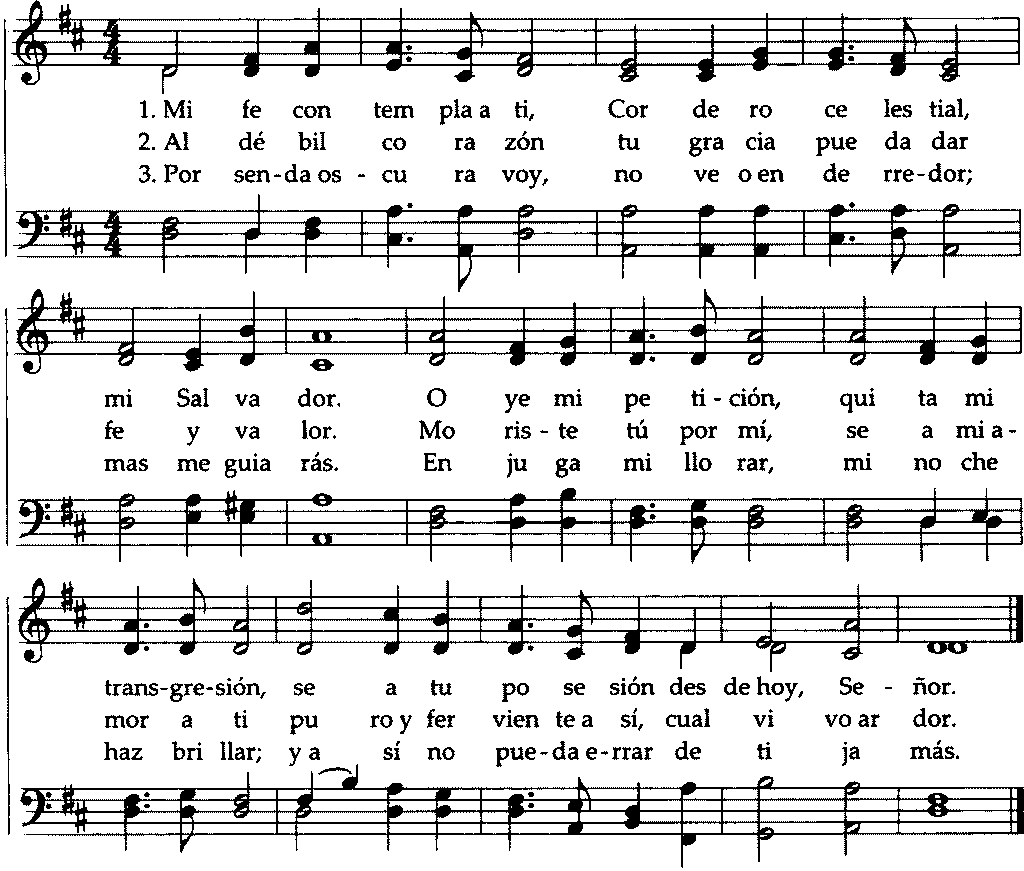 1. Mi fe con tem pla a ti, Cor de ro ce les tial,
2. Al dé bil co ra zón tu gra cia pue da dar
3. Por sen-da os - cu ra voy, no ve o en de rre-dor;
mi Sal va dor. O ye mi pe ti - ción, qui ta mi
fe y va lor. Mo ris - te tú por mí, se a mi a-
mas me guia rás. En ju ga mi llo rar, mi no che
trans-gre-sión, se a tu po se sión des de hoy, Se - ñor.
mor a ti pu ro y fer vien te a sí, cual vi vo ar dor.
haz bri llar; y a sí no pue-da e-rrar de ti ja más.